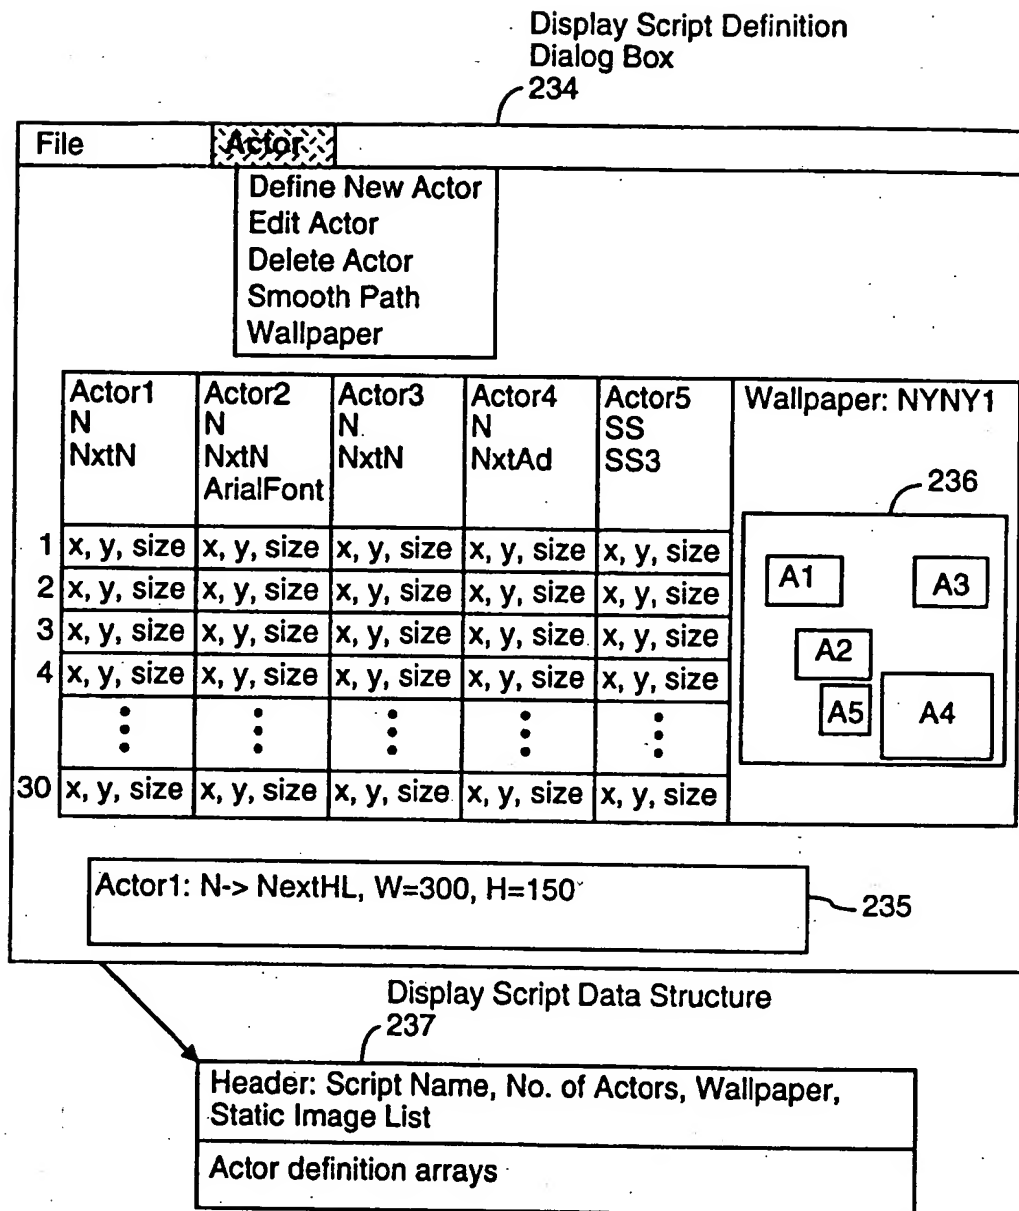 Display Script Definition
Dialog Box
234
File Actor
Define New Actor
Edit Actor
Delete Actor
Smooth Path
Wallpaper
Actor1 Actor2 Actor3 Actor4 Actor5 Wallpaper: NYNY1
N N N N SS
NxtN NxtN NxtN NxtAd SS3
ArialFont
236
1 x, y, size x, y, size x, y, size x, y, size x, y, size
2 x, y, size x, y, size x, y, size x, y, size x, y, size
3 x, y, size x, y, size x, y, size x, y, size x, y, size
4 x, y, size x, y, size x, y, size x, y, size x, y, size
30 x, y, size x, y, size x, y, size x, y, size x, y, size
A1 A3
A2
A5 A4
Actor1: N-> NextHL, W=300, H=150
235
Display Script Data Structure
237
Header: Script Name, No. of Actors, Wallpaper,
Static Image List
Actor definition arrays